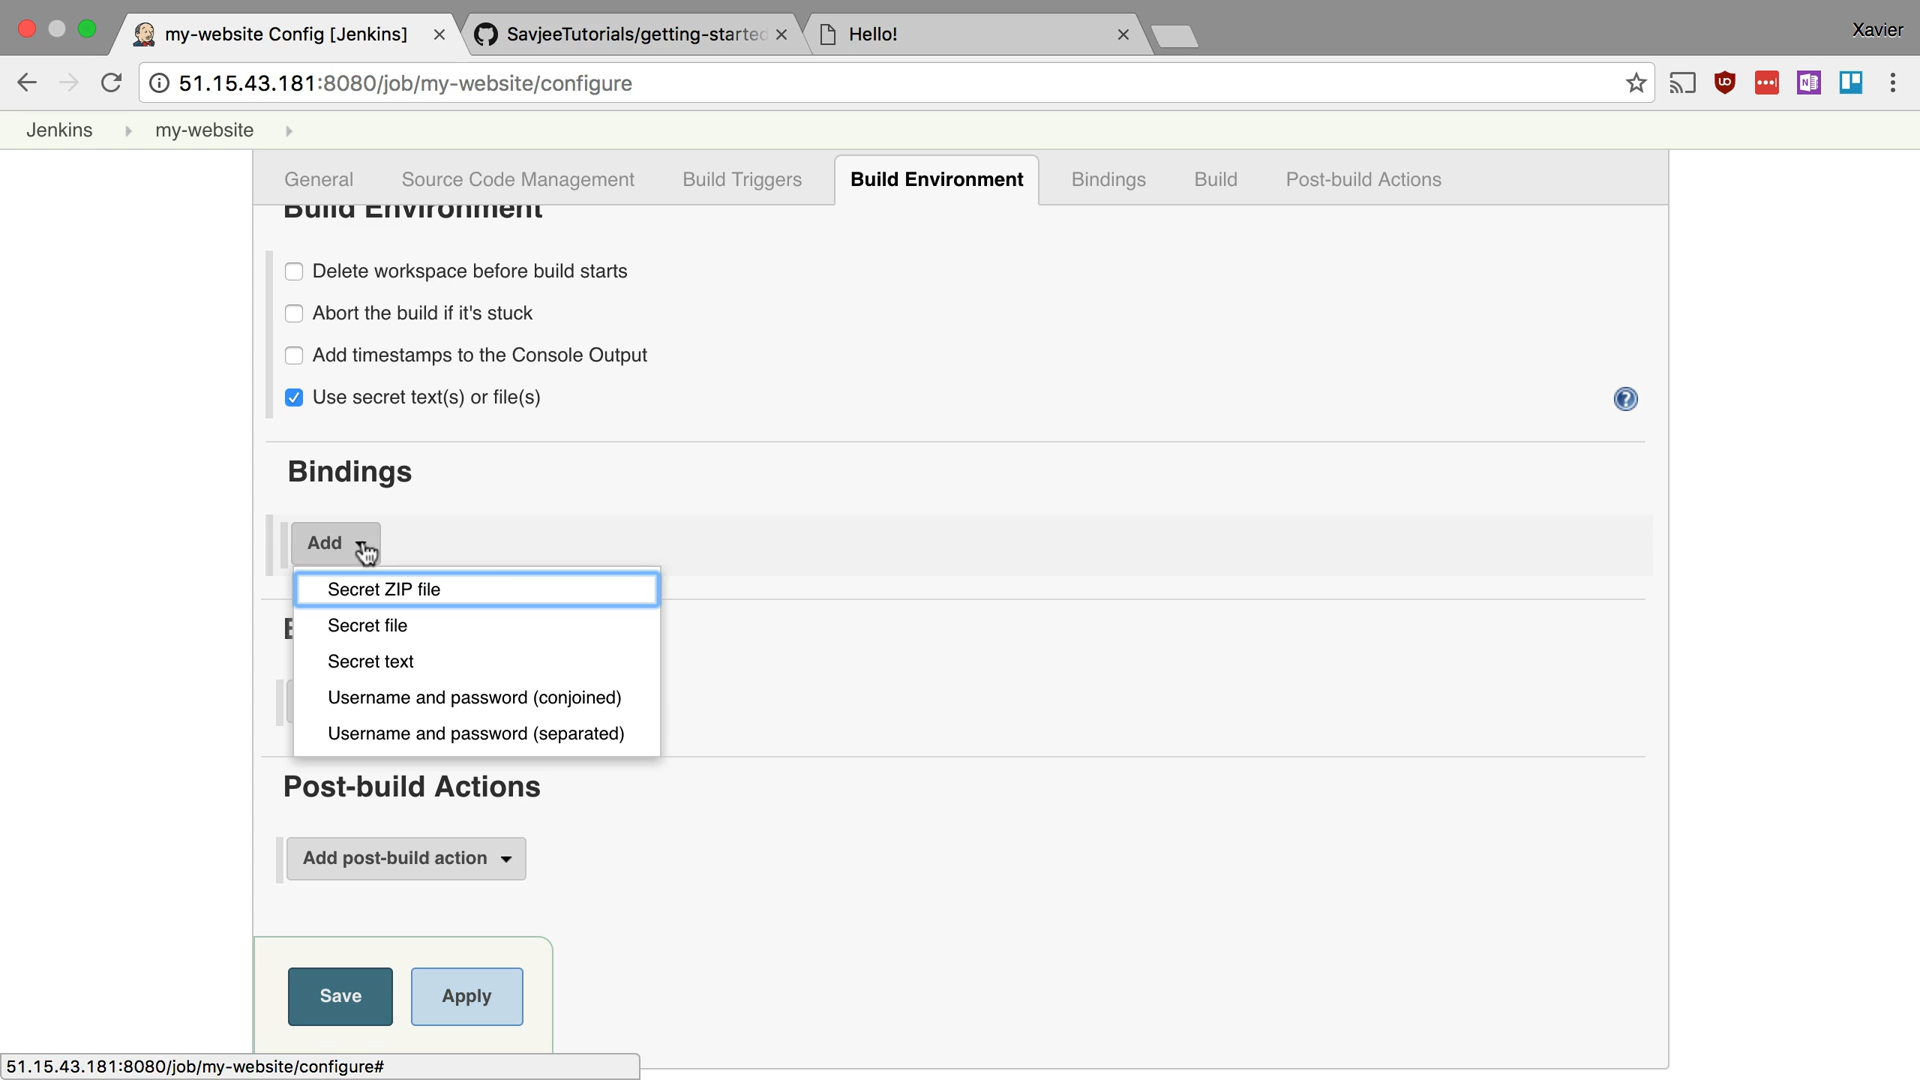 my-website Config [Jenkins]
SavjeeTutorials/getting-started
Hello!
Xavier
51.15.43.181:8080/job/my-website/configure
Jenkins
my-website
General
Source Code Management
Build Triggers
Build Environment
Bindings
Build
Post-build Actions
Build Environment
Delete workspace before build starts
Abort the build if it's stuck
Add timestamps to the Console Output
Use secret text(s) or file(s)
?
Bindings
Add
Secret ZIP file
Secret file
Secret text
Username and password (conjoined)
Username and password (separated)
Post-build Actions
Add post-build action
Save
Apply
51.15.43.181:8080/job/my-website/configure#